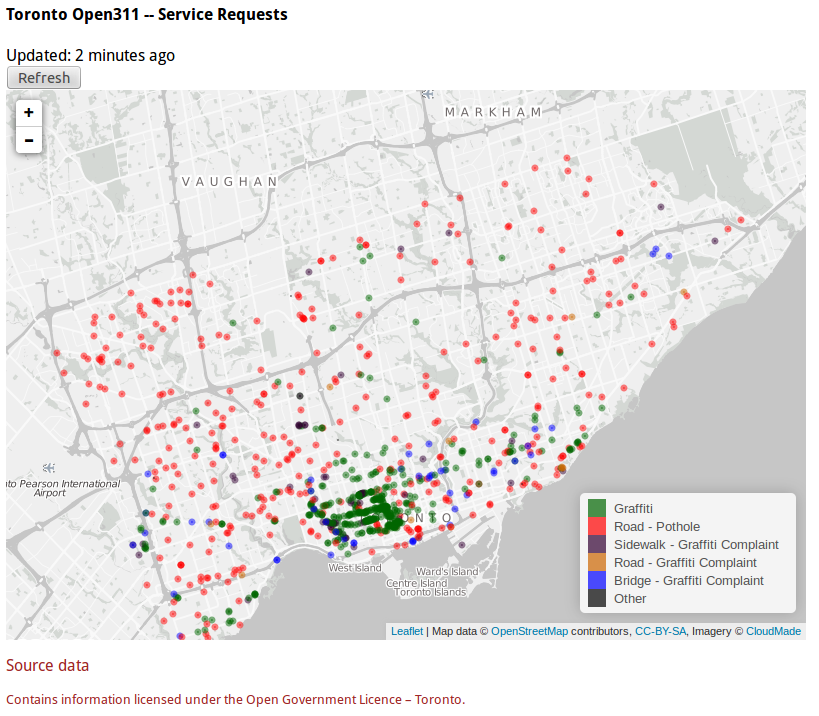 Toronto Open311 -- Service Requests
Updated: 2 minutes ago
Refresh
+
-
MARKHAM
VAUGHAN
nto Pearson International
Airport
ONTO
West Island
Ward's Island
Centre Island
Toronto Islands
Graffiti
Road - Pothole
Sidewalk - Graffiti Complaint
Road - Graffiti Complaint
Bridge - Graffiti Complaint
Other
Leaflet | Map data © OpenStreetMap contributors, CC-BY-SA, Imagery © CloudMade
Source data
Contains information licensed under the Open Government Licence – Toronto.